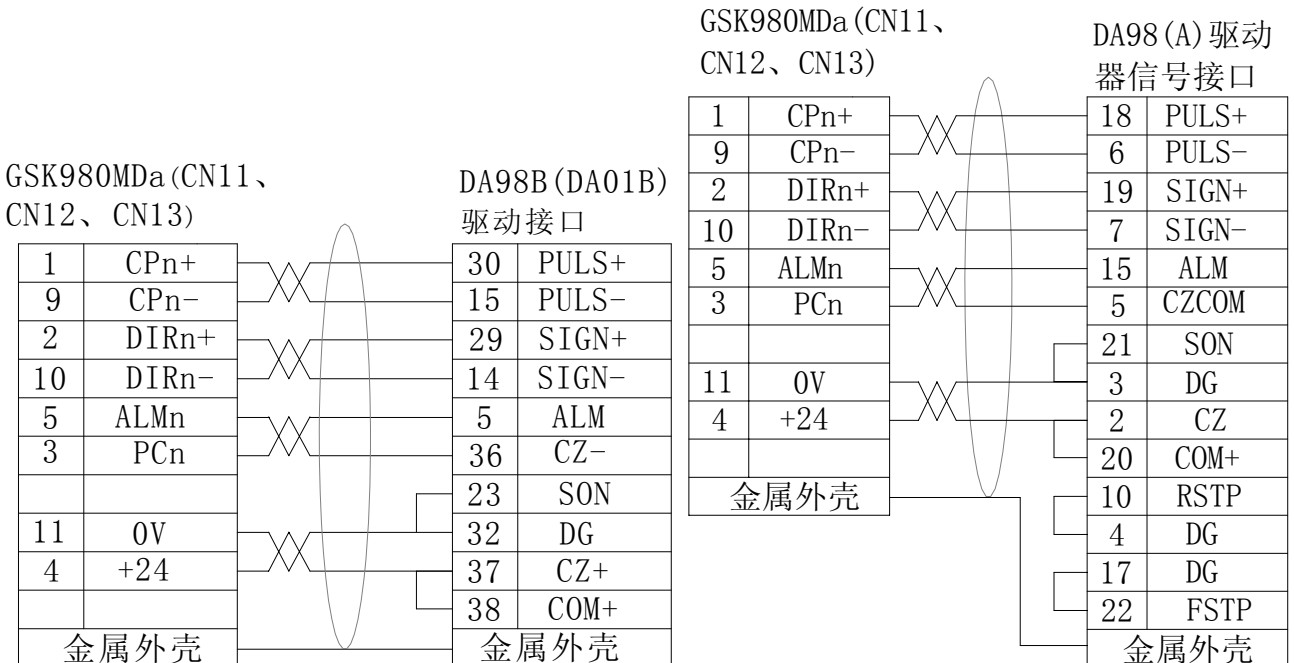 GSK980MDa(CN11、
CN12、CN13)
DA98B(DA01B)
驱动接口
1 CPn+ 30 PULS+
9 CPn- 15 PULS-
2 DIRn+ 29 SIGN+
10 DIRn- 14 SIGN-
5 ALMn 5 ALM
3 PCn 36 CZ-
23 SON
11 0V 32 DG
4 +24 37 CZ+
38 COM+
金属外壳 金属外壳
GSK980MDa(CN11、
CN12、CN13)
DA98(A)驱动
器信号接口
1 CPn+ 18 PULS+
9 CPn- 6 PULS-
2 DIRn+ 19 SIGN+
10 DIRn- 7 SIGN-
5 ALMn 15 ALM
3 PCn 5 CZCOM
21 SON
11 0V 3 DG
4 +24 2 CZ
20 COM+
金属外壳 10 RSTP
4 DG
17 DG
22 FSTP
金属外壳